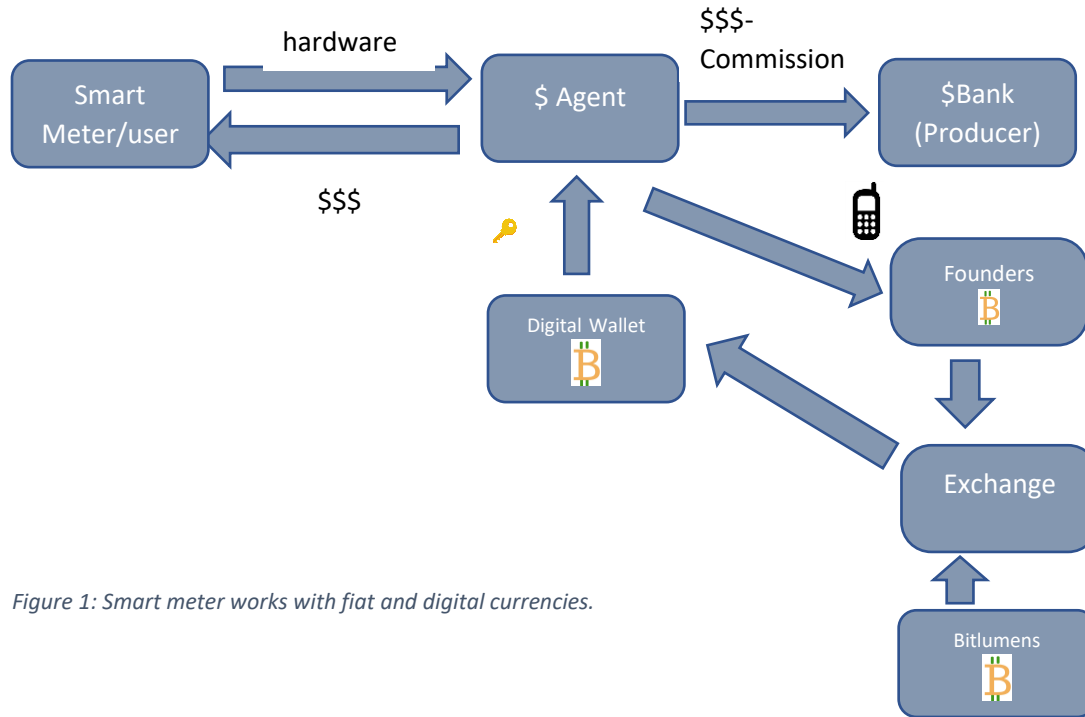 hardware
$$$-
Commission
Smart
Meter/user
$ Agent
$Bank
(Producer)
$$$
Founders
Digital Wallet
Exchange
Figure 1: Smart meter works with fiat and digital currencies.
Bitlumens